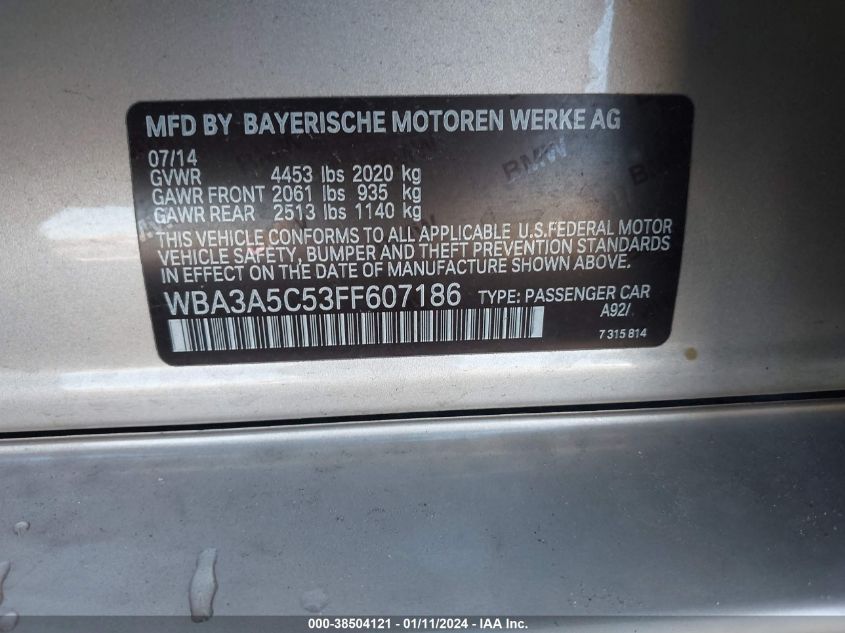 MFD BY BAYERISCHE MOTOREN WERKE AG
07/14
GVWR 4453 lbs 2020 kg
GAWR FRONT 2061 lbs 935 kg
GAWR REAR 2513 lbs 1140 kg
THIS VEHICLE CONFORMS TO ALL APPLICABLE U.S.FEDERAL MOTOR
VEHICLE SAFETY, BUMPER AND THEFT PREVENTION STANDARDS
IN EFFECT ON THE DATE OF MANUFACTURE SHOWN ABOVE.
WBA3A5C53FF607186 TYPE: PASSENGER CAR
A92/
7 315 814
BMW
000-38504121 - 01/11/2024 - IAA Inc.